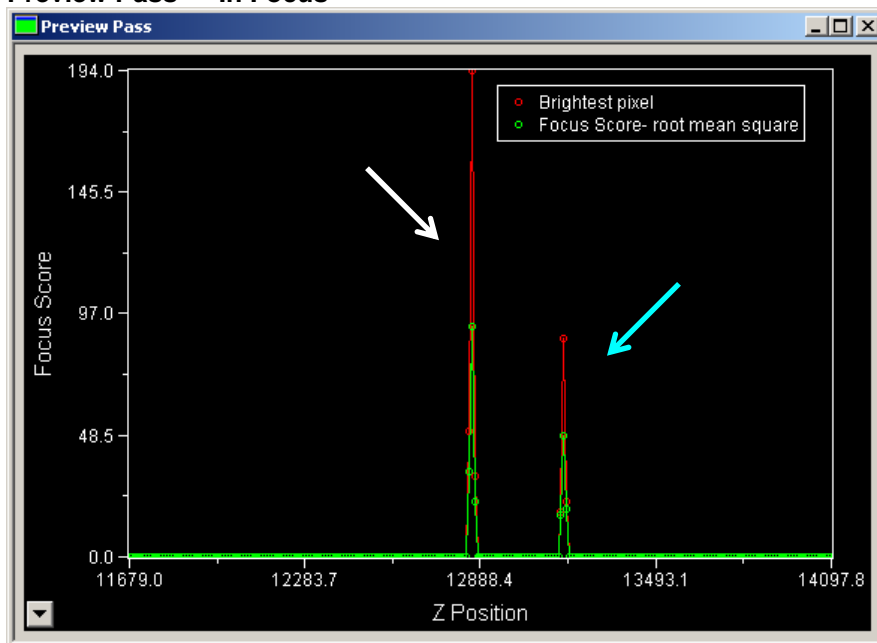 Preview Pass
Brightest pixel
Focus Score- root mean square
194.0
145.5
97.0
48.5
0.0
Focus Score
11679.0 12283.7 12888.4 13493.1 14097.8
Z Position